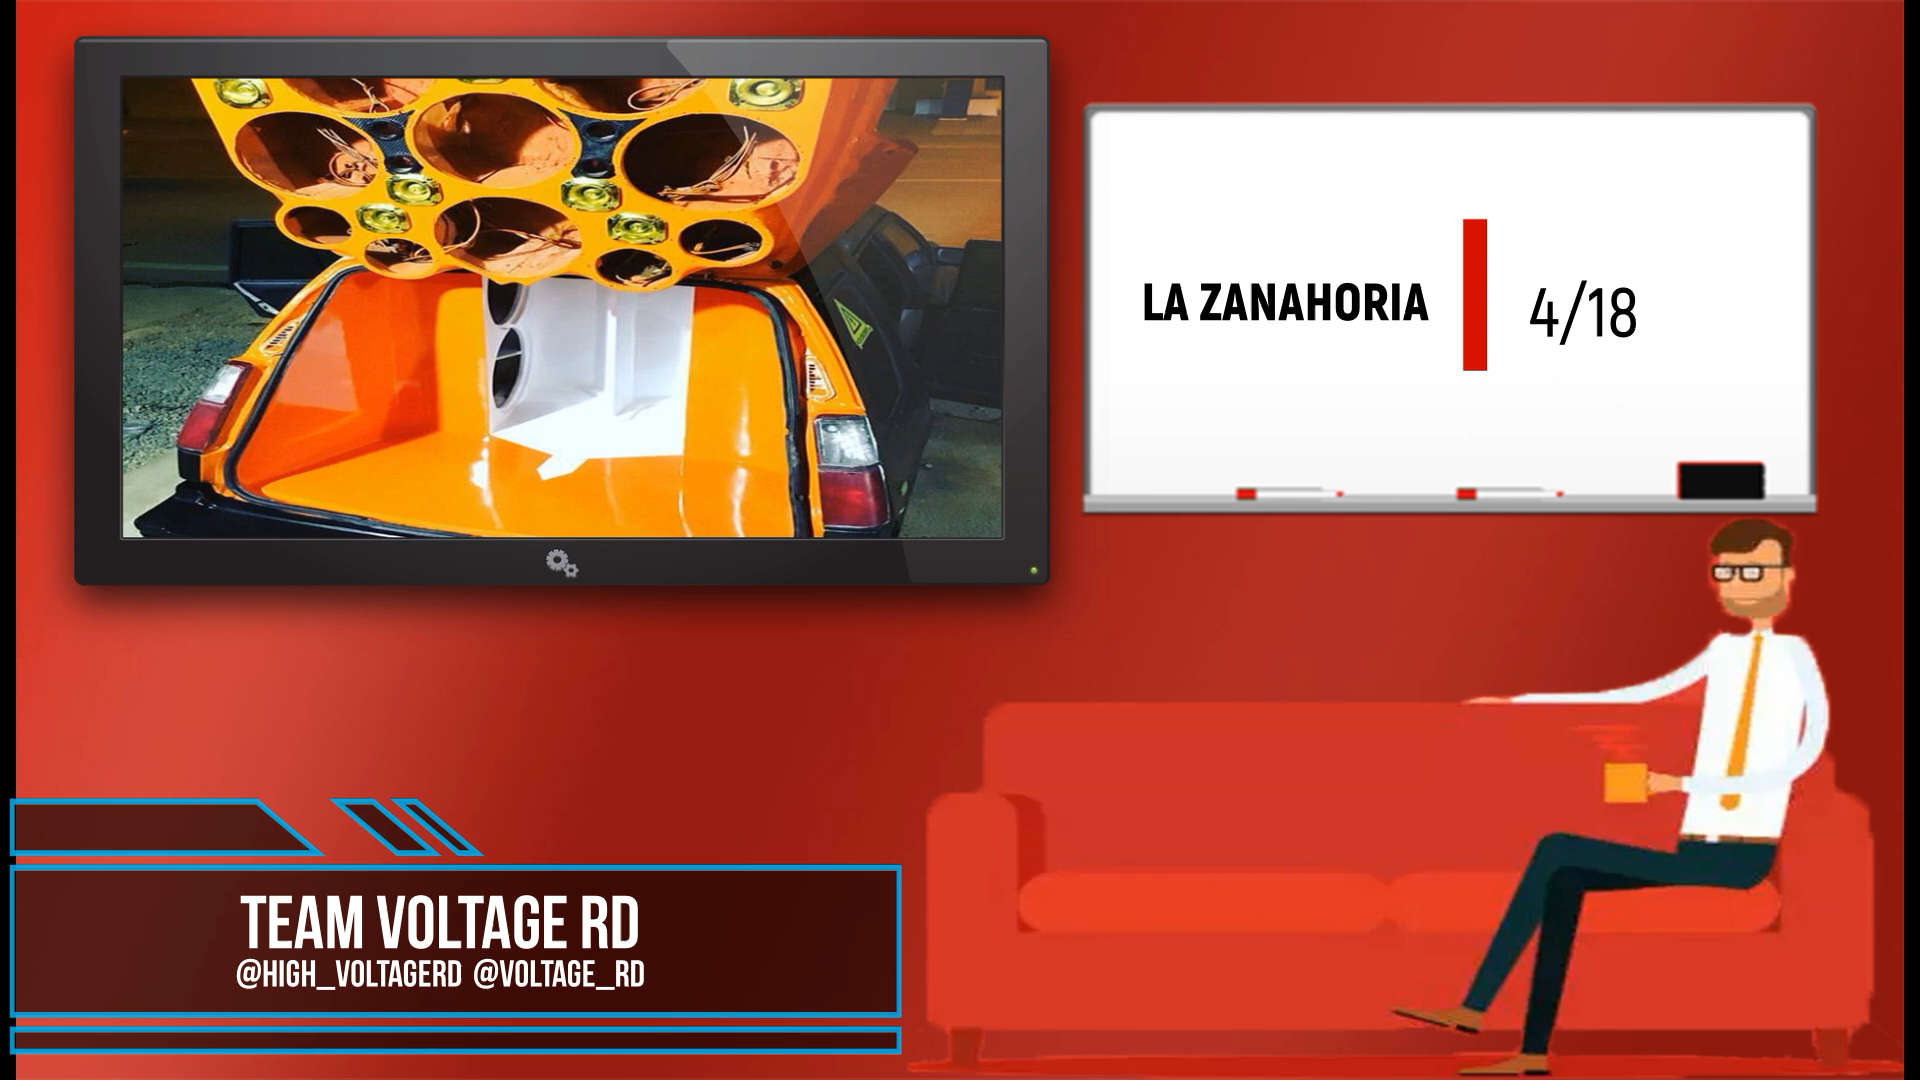 LA ZANAHORIA
4/18
TEAM VOLTAGE RD
@HIGH_VOLTAGERD @VOLTAGE_RD